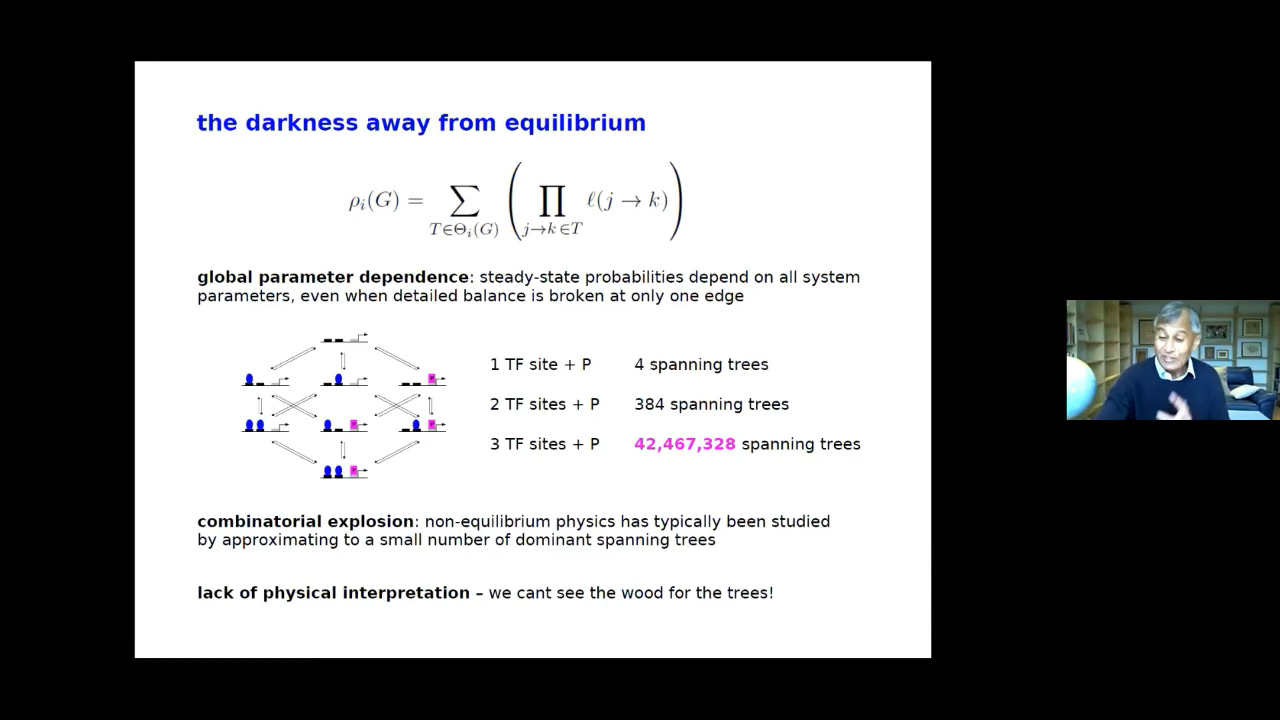 the darkness away from equilibrium
ρᵢ(G) = ∑ T∈Θᵢ(G) ( ∏ j→k∈T ℓ(j → k) )
global parameter dependence: steady-state probabilities depend on all system
parameters, even when detailed balance is broken at only one edge
1 TF site + P 4 spanning trees
2 TF sites + P 384 spanning trees
3 TF sites + P 42,467,328 spanning trees
combinatorial explosion: non-equilibrium physics has typically been studied
by approximating to a small number of dominant spanning trees
lack of physical interpretation – we cant see the wood for the trees!